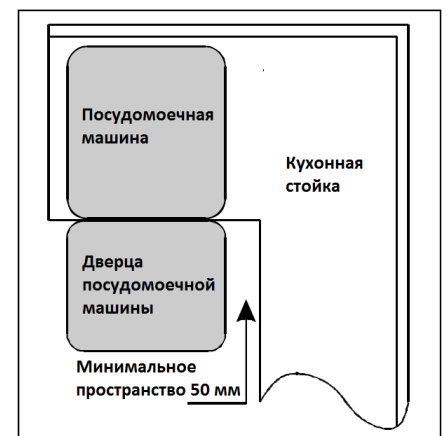 Посудомоечная
машина
Кухонная
стойка
Дверца
посудомоечной
машины
Минимальное
пространство 50 мм